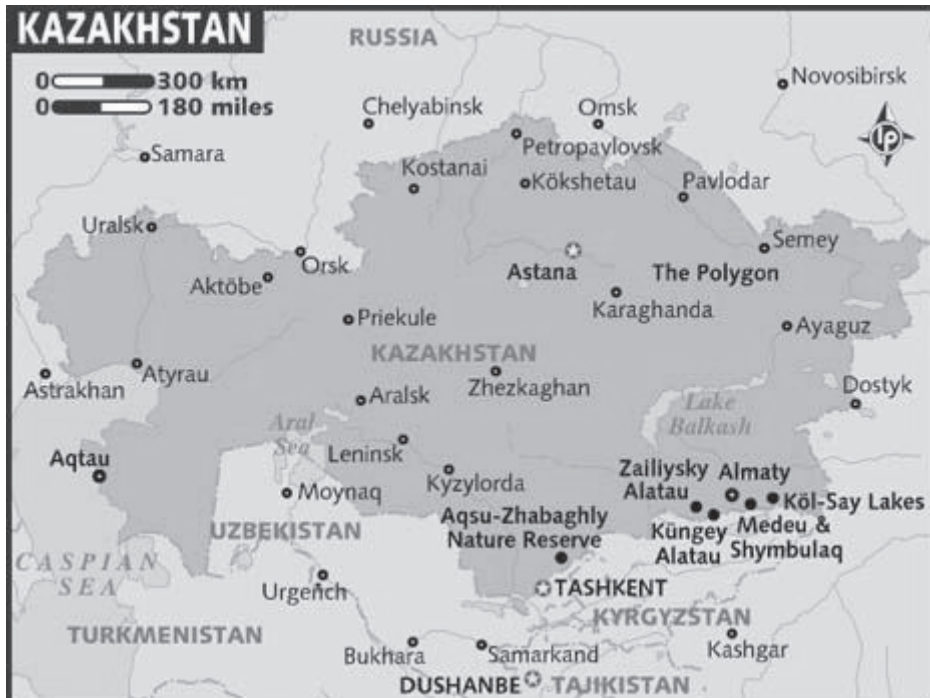 KAZAKHSTAN
RUSSIA
0 300 km
0 180 miles
Novosibirsk
Chelyabinsk
Omsk
Samara
Petropavlovsk
Kostanai
Kökshetau
Pavlodar
Uralsk
Orsk
Astana
Semey
The Polygon
Aktöbe
Karaghanda
Priekule
Ayaguz
KAZAKHSTAN
Astrakhan
Atyrau
Zhezkaghan
Dostyk
Aralsk
Lake
Balkash
Aral
Sea
Leninsk
Aqtau
Kyzylorda
Zailiysky
Alatau
Almaty
Köl-Say Lakes
Moynaq
Aqsu-Zhabaghly
Nature Reserve
Küngey
Alatau
Medeu &
Shymbulaq
UZBEKISTAN
CASPIAN
SEA
Urgench
TASHKENT
KYRGYZSTAN
TURKMENISTAN
Bukhara
Samarkand
Kashgar
DUSHANBE
TAJIKISTAN
lp